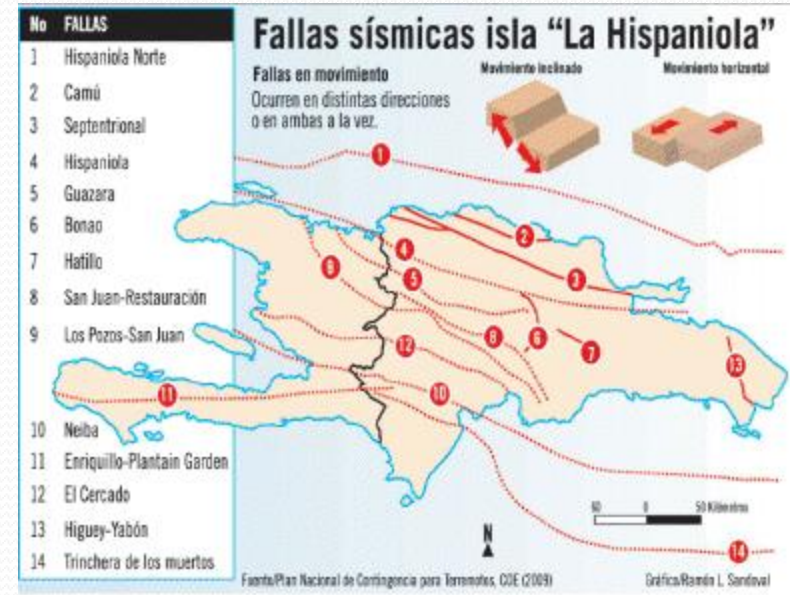 No FALLAS
1 Hispaniola Norte
2 Camú
3 Septentrional
4 Hispaniola
5 Guazara
6 Bonao
7 Hatillo
8 San Juan-Restauración
9 Los Pozos-San Juan
10 Neiba
11 Enriquillo-Plantain Garden
12 El Cercado
13 Higuey-Yabón
14 Trinchera de los muertos
Fallas sísmicas isla “La Hispaniola”
Fallas en movimiento
Ocurren en distintas direcciones
o en ambas a la vez.
Movimiento inclinado
Movimiento horizontal
1
2
4
3
9
5
8
6
12
7
13
11
10
14
0 50 Kilómetros
N
Fuente/Plan Nacional de Contingencia para Terremotos, COE (2009)
Gráfica/Ramón L. Sandoval